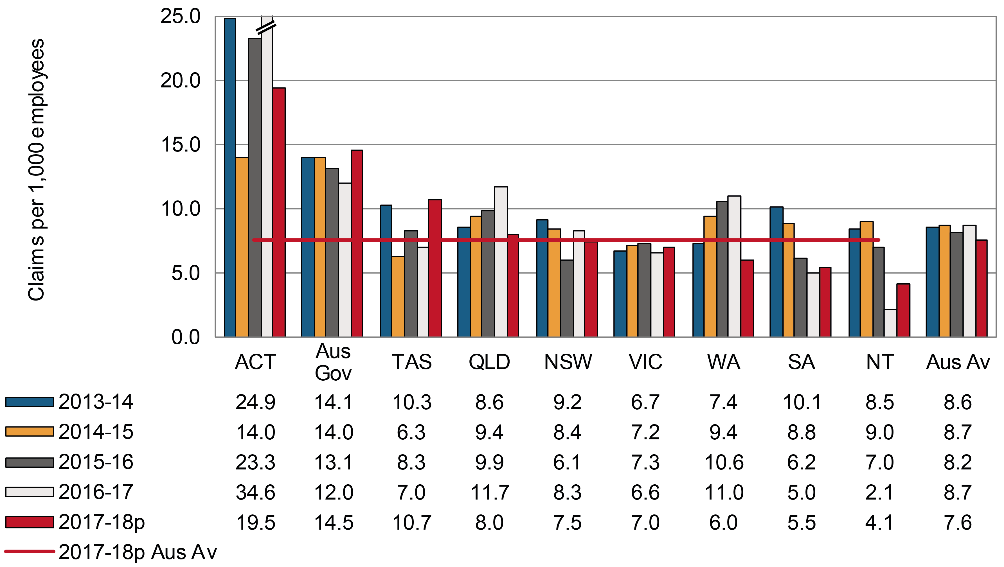 25.0
20.0
15.0
10.0
5.0
0.0
Claims per 1,000 employees
ACT Aus Gov TAS QLD NSW VIC WA SA NT Aus Av
2013-14 24.9 14.1 10.3 8.6 9.2 6.7 7.4 10.1 8.5 8.6
2014-15 14.0 14.0 6.3 9.4 8.4 7.2 9.4 8.8 9.0 8.7
2015-16 23.3 13.1 8.3 9.9 6.1 7.3 10.6 6.2 7.0 8.2
2016-17 34.6 12.0 7.0 11.7 8.3 6.6 11.0 5.0 2.1 8.7
2017-18p 19.5 14.5 10.7 8.0 7.5 7.0 6.0 5.5 4.1 7.6
2017-18p Aus Av